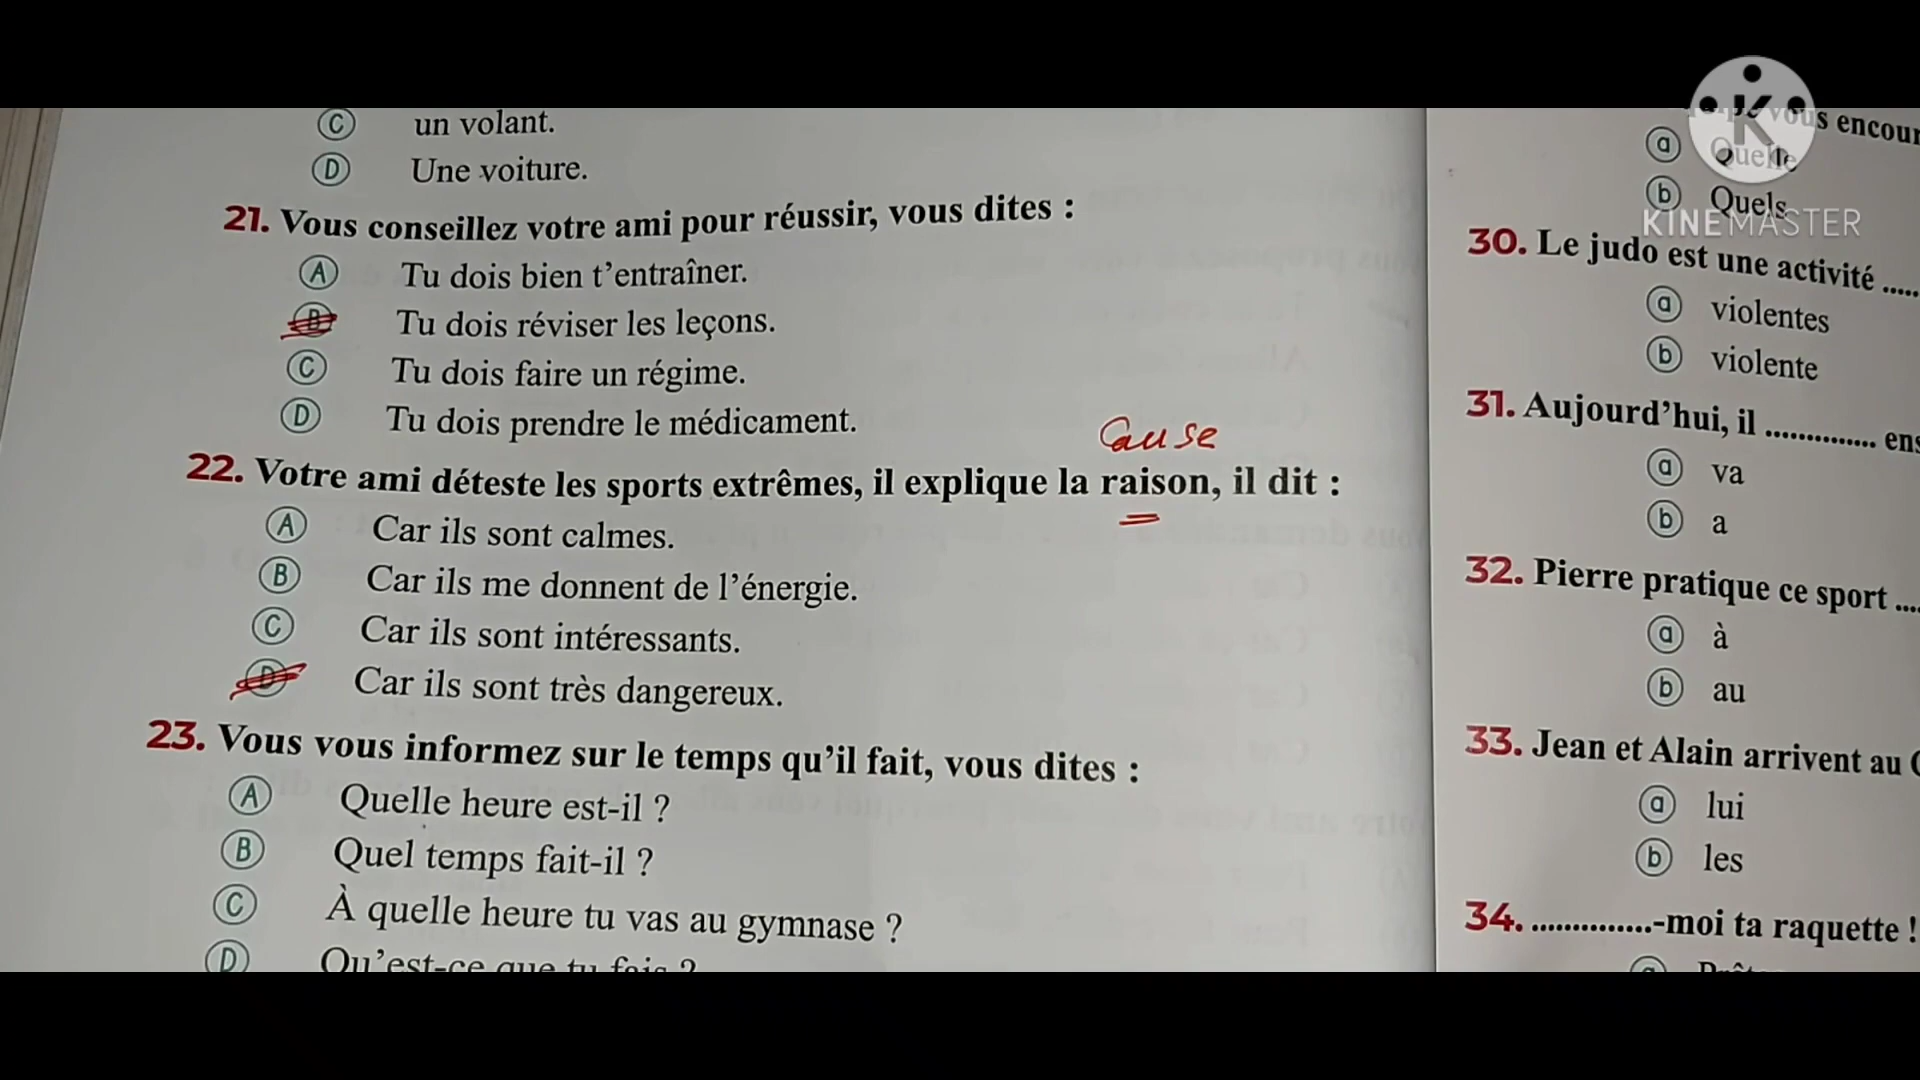 C un volant.
D Une voiture.
21. Vous conseillez votre ami pour réussir, vous dites :
A Tu dois bien t’entraîner.
B Tu dois réviser les leçons.
C Tu dois faire un régime.
D Tu dois prendre le médicament.
Cause
22. Votre ami déteste les sports extrêmes, il explique la raison, il dit :
A Car ils sont calmes.
B Car ils me donnent de l’énergie.
C Car ils sont intéressants.
D Car ils sont très dangereux.
23. Vous vous informez sur le temps qu’il fait, vous dites :
A Quelle heure est-il ?
B Quel temps fait-il ?
C À quelle heure tu vas au gymnase ?
D Qu’est-ce que tu fais ?
vous
a Quelle
b Quels
K
KINEMASTER
30. Le judo est une activité .....
a violentes
b violente
31. Aujourd’hui, il ..............
a va
b a
32. Pierre pratique ce sport ....
a à
b au
33. Jean et Alain arrivent au
a lui
b les
34. ..............-moi ta raquette !